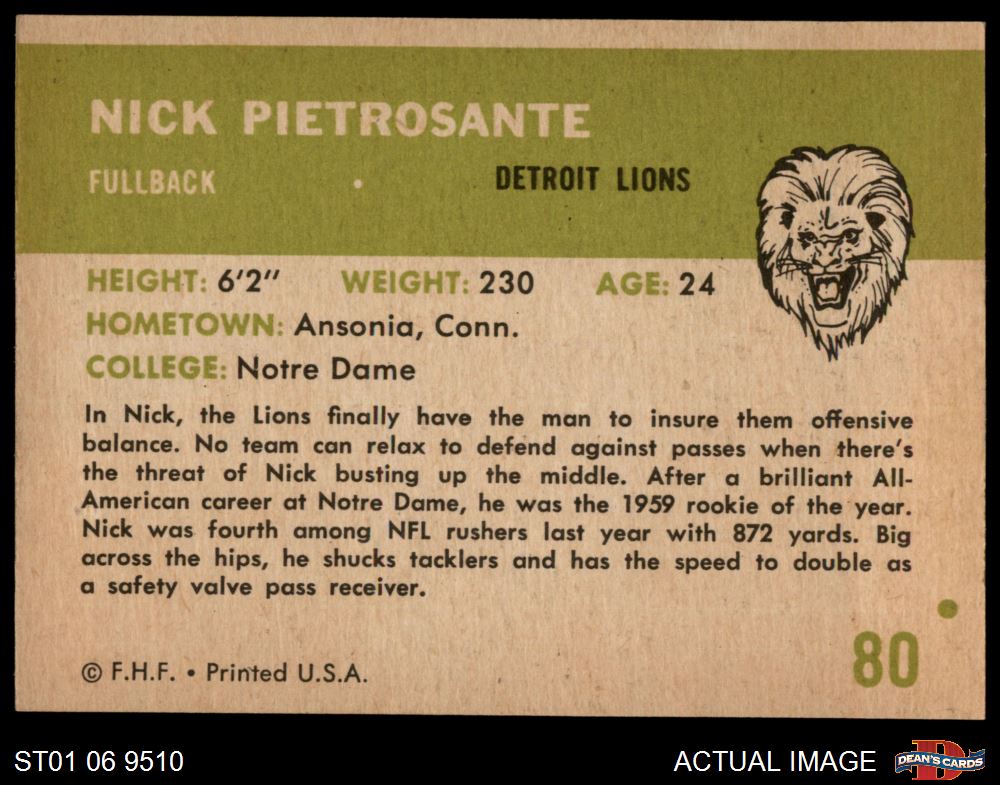 NICK PIETROSANTE
FULLBACK • DETROIT LIONS
HEIGHT: 6'2" WEIGHT: 230 AGE: 24
HOMETOWN: Ansonia, Conn.
COLLEGE: Notre Dame
In Nick, the Lions finally have the man to insure them offensive
balance. No team can relax to defend against passes when there's
the threat of Nick busting up the middle. After a brilliant All-
American career at Notre Dame, he was the 1959 rookie of the year.
Nick was fourth among NFL rushers last year with 872 yards. Big
across the hips, he shucks tacklers and has the speed to double as
a safety valve pass receiver.
80
© F.H.F. • Printed U.S.A.
ST01 06 9510
ACTUAL IMAGE
D
DEAN'S CARDS